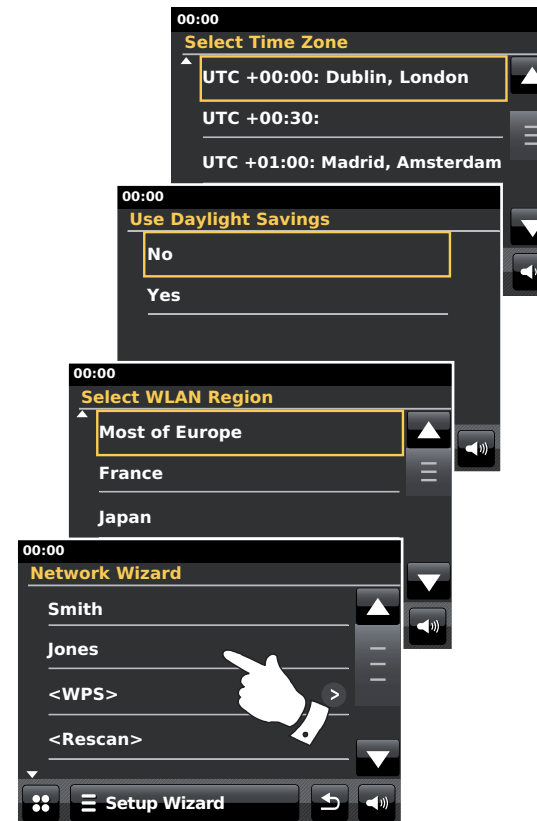 00:00
Select Time Zone
UTC +00:00: Dublin, London
UTC +00:30:
UTC +01:00: Madrid, Amsterdam
00:00
Use Daylight Savings
No
Yes
00:00
Select WLAN Region
Most of Europe
France
Japan
00:00
Network Wizard
Smith
Jones
<WPS>
<Rescan>
Setup Wizard